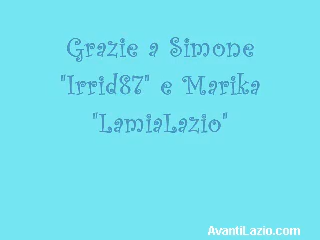 Grazie a Simone
"Irrid87" e Marika
"LamiaLazio"
AvantiLazio.com